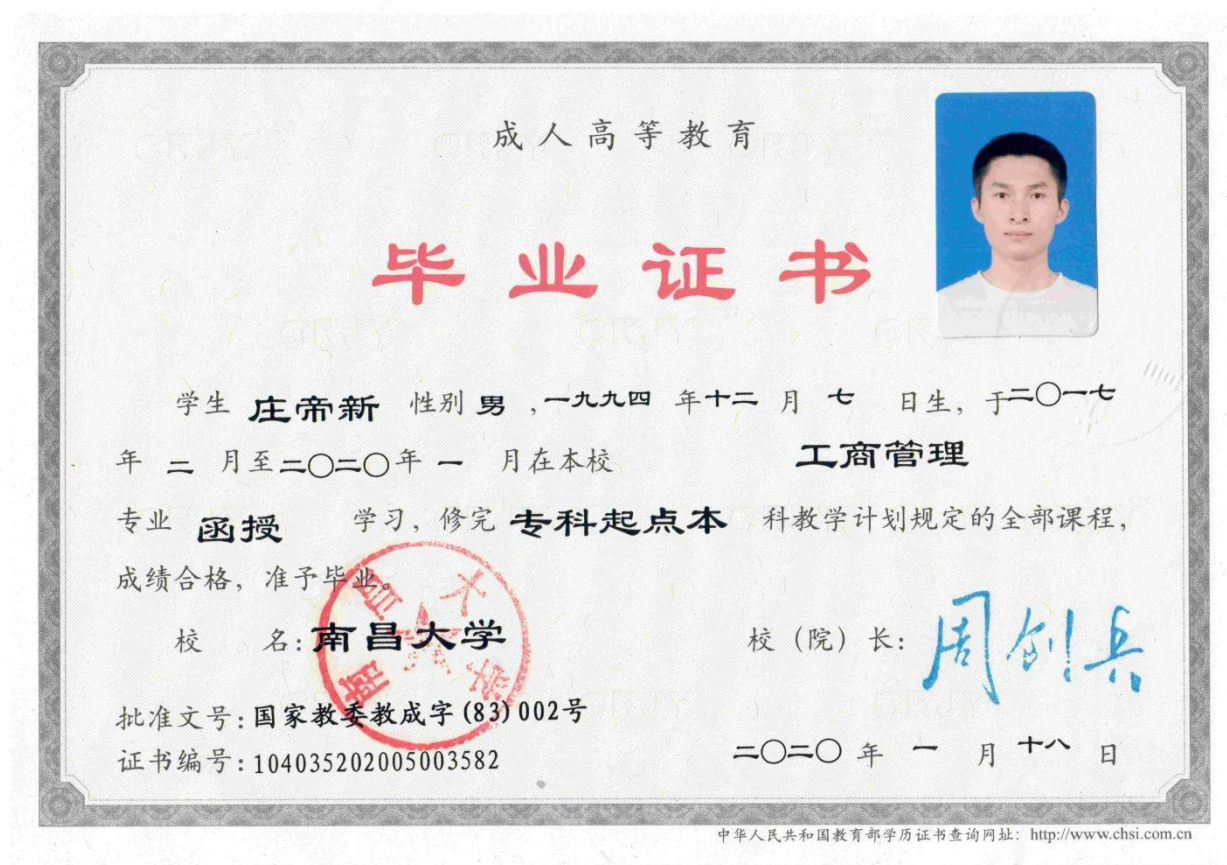 成人高等教育
毕业证书
学生 庄帝新 性别 男 ,一九九四 年十二 月 七 日生，于二〇一七
年 二 月至二〇二〇年 一 月在本校 工商管理
专业 函授 学习，修完 专科起点本 科教学计划规定的全部课程，
成绩合格，准予毕业。
校 名:南昌大学 校（院）长: 周创兵
南昌大学
批准文号:国家教委教成字(83)002号
证书编号:104035202005003582 二〇二〇 年 一 月 十八 日
中华人民共和国教育部学历证书查询网址: http://www.chsi.com.cn